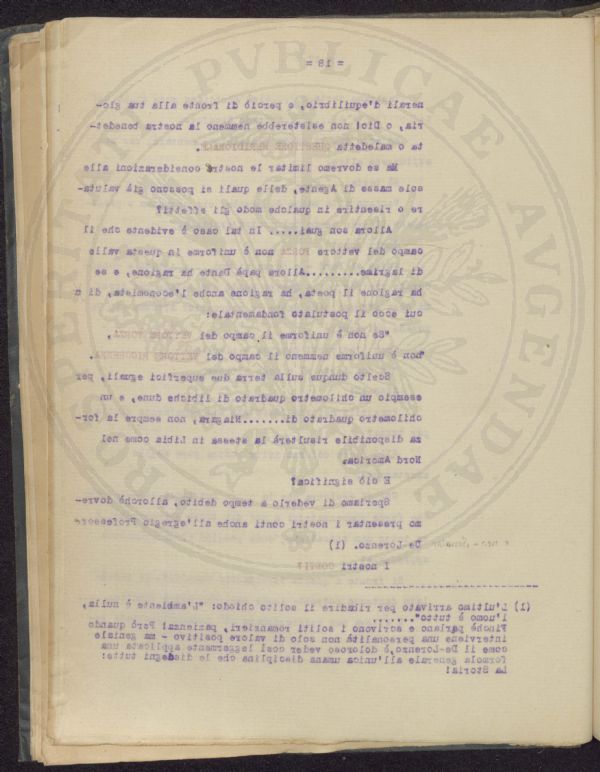 = 18 =
nerali d'equilibrio, e perciò di fronte alla tua glo-
ria, o Dio! non esisterebbe nemmeno la nostra benedet-
ta o maledetta QUESTIONE MERIDIONALE.
Ma se dovremo limitar le nostre considerazioni alle
sole masse di Agente, delle quali si possono già valuta-
re o risentire in qualche modo gli effetti?
Allora son guai..... In tal caso è evidente che il
campo del vettore FORZA non è uniforme in questa valle
di lagrime..........Allora papà Dante ha ragione, e se
ha ragione il poeta, ha ragione anche l'economista, di
cui ecco il postulato fondamentale:
"Se non è uniforme il campo del VETTORE FORZA,
"non è uniforme nemmeno il campo del VETTORE RICCHEZZA.
Scelto dunque sulla terra due superfici eguali, per
esempio un chilometro quadrato di libiche dune, e un
chilometro quadrato di.......Niagara, non sempre la for-
za disponibile risulterà la stessa in Libia come nel
Nord America.
E ciò significa?
Speriamo di vederlo a tempo debito, allorchè dovre-
mo presentar i nostri conti anche all'egregio Professore
De Lorenzo. (1)
I nostri CONTI?
(1) L'ultimo arrivato per ribadire il solito chiodo: "L'ambiente è nulla,
l'uomo è tutto".......
Finchè parlano e scrivono i soliti romanzieri, pazienza! Però quando
interviene una personalità non solo di valore positivo - ma geniale
come il De-Lorenzo, è doloroso veder così leggermente applicata una
formola generale all'unica umana disciplina che le disdegni tutte:
La Storia!
PVBLICAE
AVGENDAE